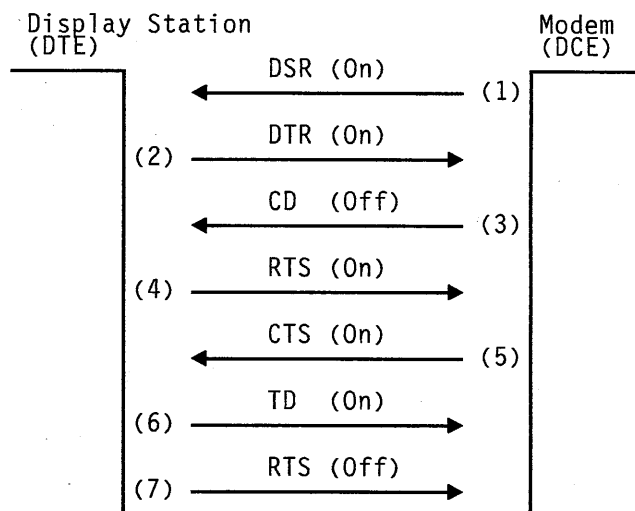 Display Station
(DTE)
Modem
(DCE)
DSR (On)
(1)
DTR (On)
(2)
CD (Off)
(3)
RTS (On)
(4)
CTS (On)
(5)
TD (On)
(6)
RTS (Off)
(7)